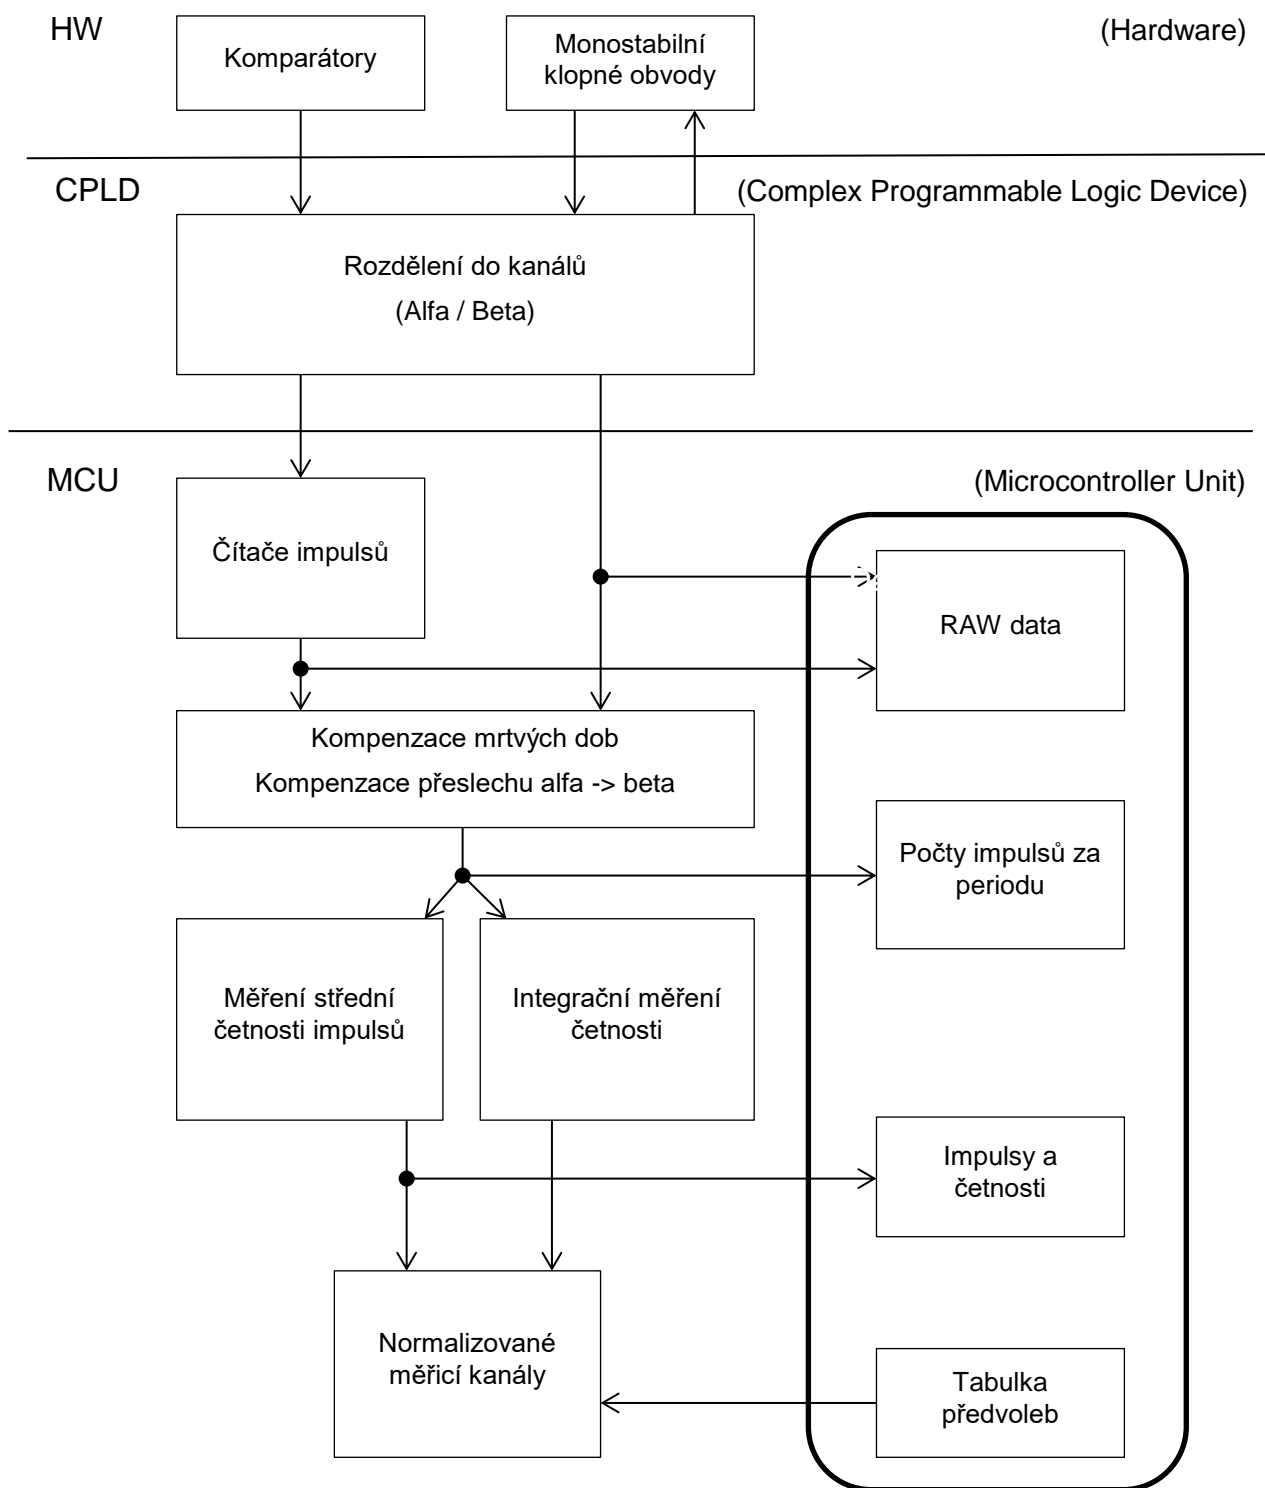 HW
(Hardware)
Komparátory
Monostabilní
klopné obvody
CPLD
(Complex Programmable Logic Device)
Rozdělení do kanálů
(Alfa / Beta)
MCU
(Microcontroller Unit)
Čítače impulsů
RAW data
Kompenzace mrtvých dob
Kompenzace přeslechu alfa -> beta
Počty impulsů za
periodu
Měření střední
četnosti impulsů
Integrační měření
četnosti
Impulsy a
četnosti
Normalizované
měřicí kanály
Tabulka
předvoleb